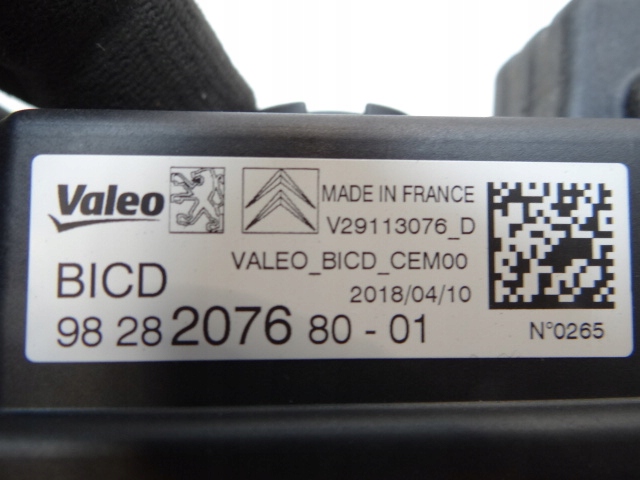 Valeo MADE IN FRANCE
V29113076_D
VALEO_BICD_CEM00
BICD 2018/04/10
98 28 2076 80 - 01 N°0265